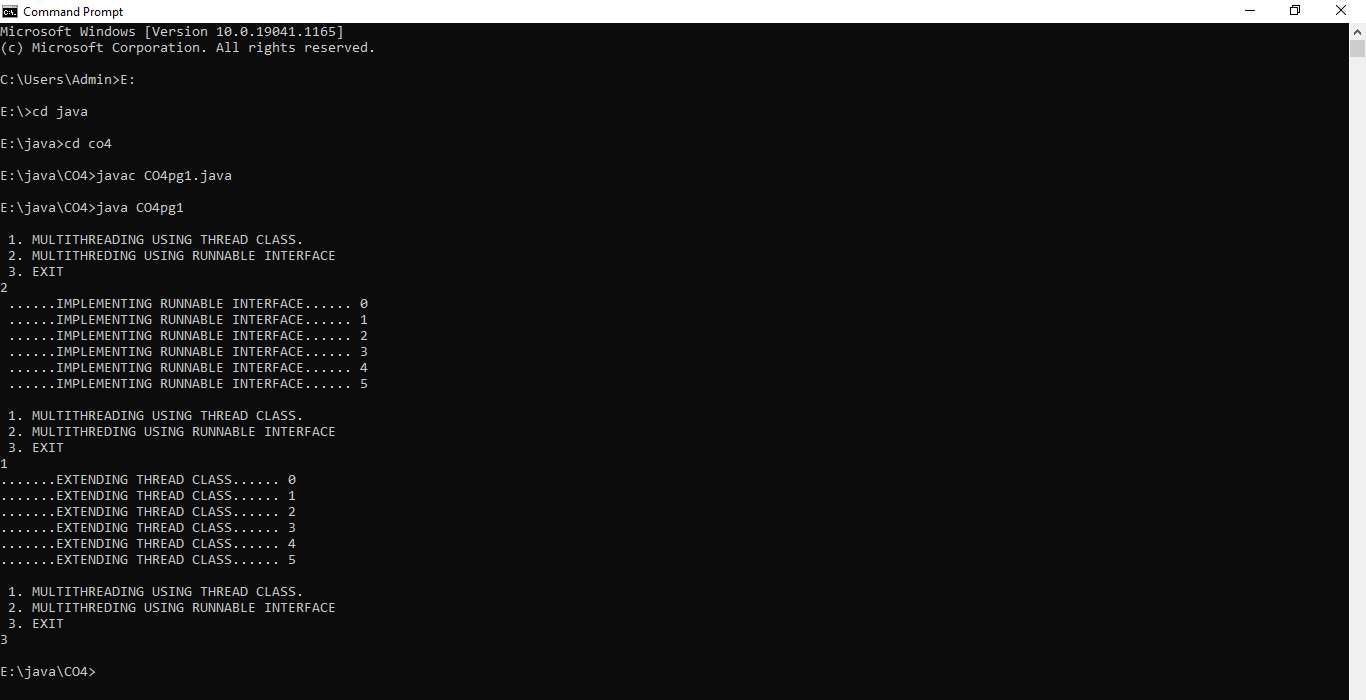 Command Prompt
Microsoft Windows [Version 10.0.19041.1165]
(c) Microsoft Corporation. All rights reserved.
C:\Users\Admin>E:
E:\>cd java
E:\java>cd co4
E:\java\CO4>javac CO4pg1.java
E:\java\CO4>java CO4pg1
1. MULTITHREADING USING THREAD CLASS.
2. MULTITHREDING USING RUNNABLE INTERFACE
3. EXIT
2
......IMPLEMENTING RUNNABLE INTERFACE...... 0
......IMPLEMENTING RUNNABLE INTERFACE...... 1
......IMPLEMENTING RUNNABLE INTERFACE...... 2
......IMPLEMENTING RUNNABLE INTERFACE...... 3
......IMPLEMENTING RUNNABLE INTERFACE...... 4
......IMPLEMENTING RUNNABLE INTERFACE...... 5
1. MULTITHREADING USING THREAD CLASS.
2. MULTITHREDING USING RUNNABLE INTERFACE
3. EXIT
1
.......EXTENDING THREAD CLASS...... 0
.......EXTENDING THREAD CLASS...... 1
.......EXTENDING THREAD CLASS...... 2
.......EXTENDING THREAD CLASS...... 3
.......EXTENDING THREAD CLASS...... 4
.......EXTENDING THREAD CLASS...... 5
1. MULTITHREADING USING THREAD CLASS.
2. MULTITHREDING USING RUNNABLE INTERFACE
3. EXIT
3
E:\java\CO4>